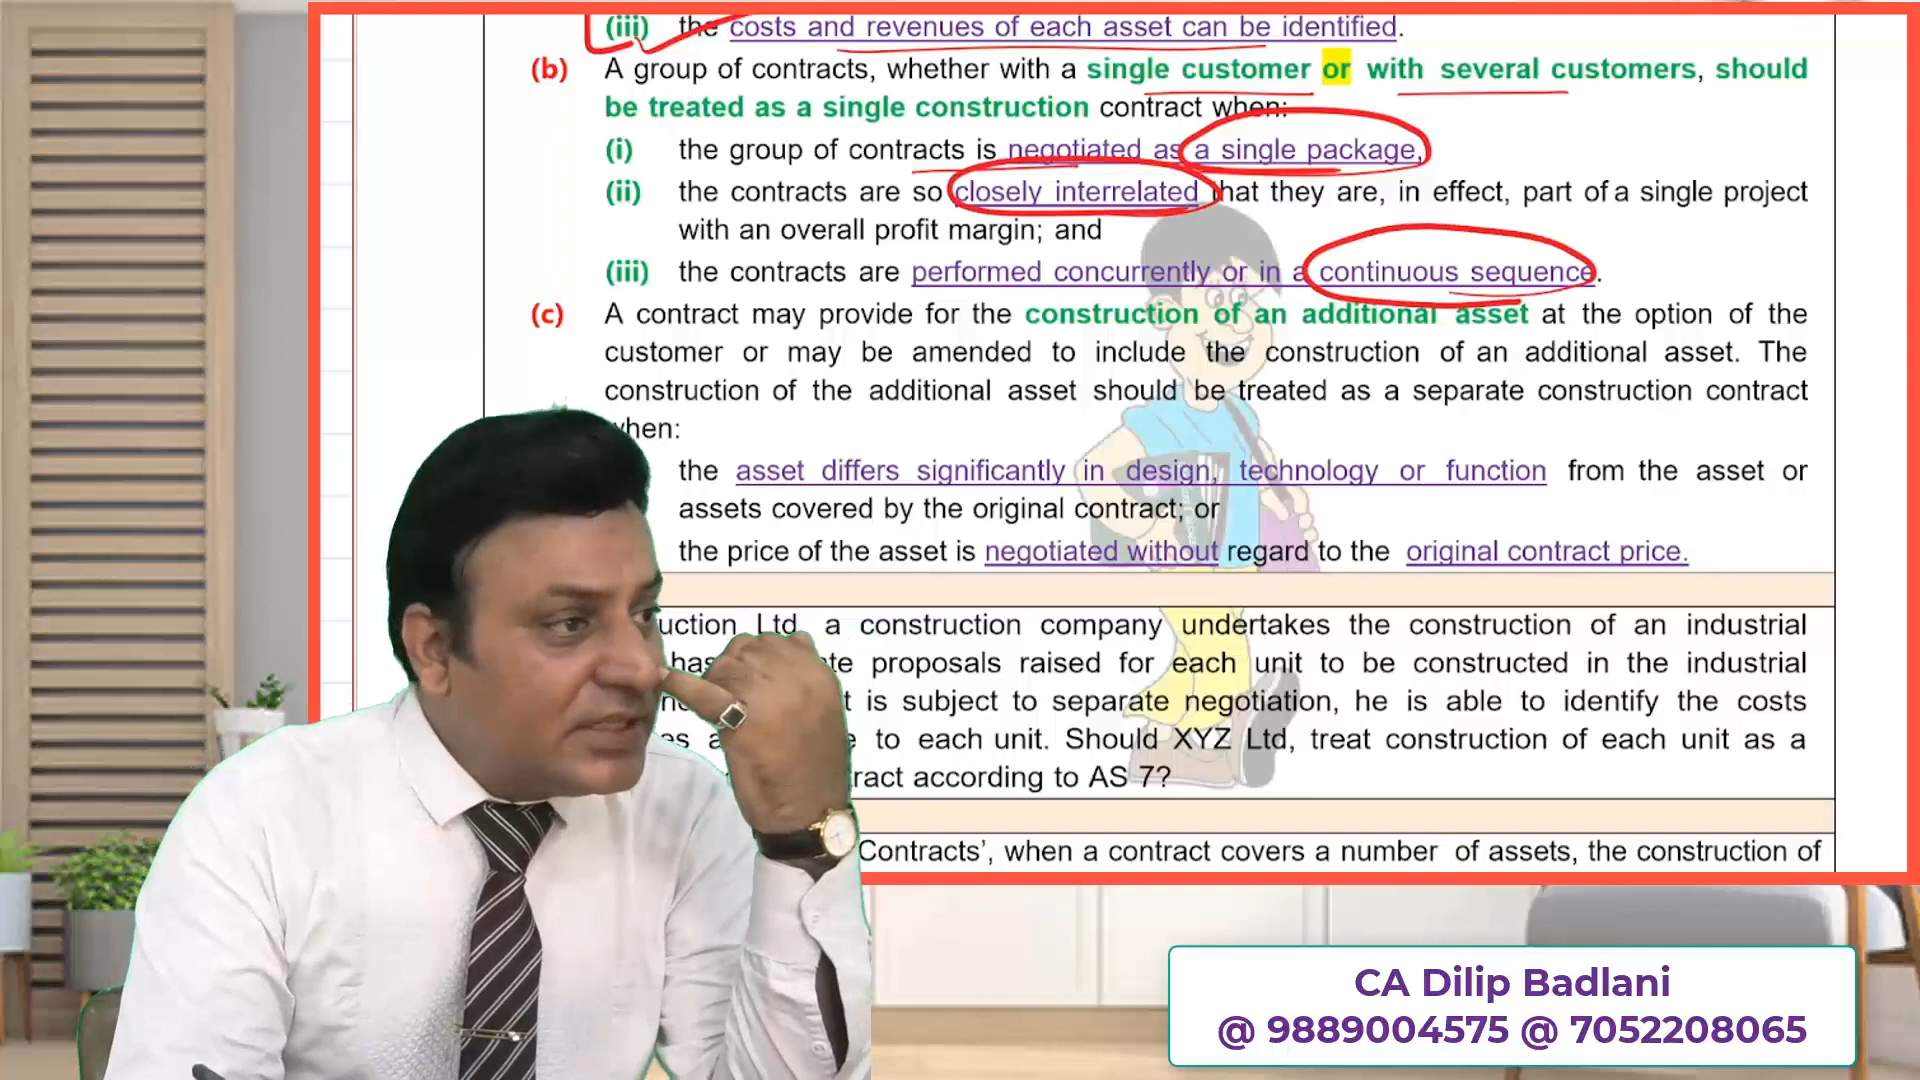 (iii) the costs and revenues of each asset can be identified.
(b) A group of contracts, whether with a single customer or with several customers, should
be treated as a single construction contract when:
(i) the group of contracts is negotiated as a single package,
(ii) the contracts are so closely interrelated that they are, in effect, part of a single project
with an overall profit margin; and
(iii) the contracts are performed concurrently or in a continuous sequence.
(c) A contract may provide for the construction of an additional asset at the option of the
customer or may be amended to include the construction of an additional asset. The
construction of the additional asset should be treated as a separate construction contract
when:
the asset differs significantly in design, technology or function from the asset or
assets covered by the original contract; or
the price of the asset is negotiated without regard to the original contract price.
Ltd, a construction company undertakes the construction of an industrial
has proposals raised for each unit to be constructed in the industrial
is subject to separate negotiation, he is able to identify the costs
to each unit. Should XYZ Ltd, treat construction of each unit as a
according to AS 7?
Contracts’, when a contract covers a number of assets, the construction of
CA Dilip Badlani
@ 9889004575 @ 7052208065